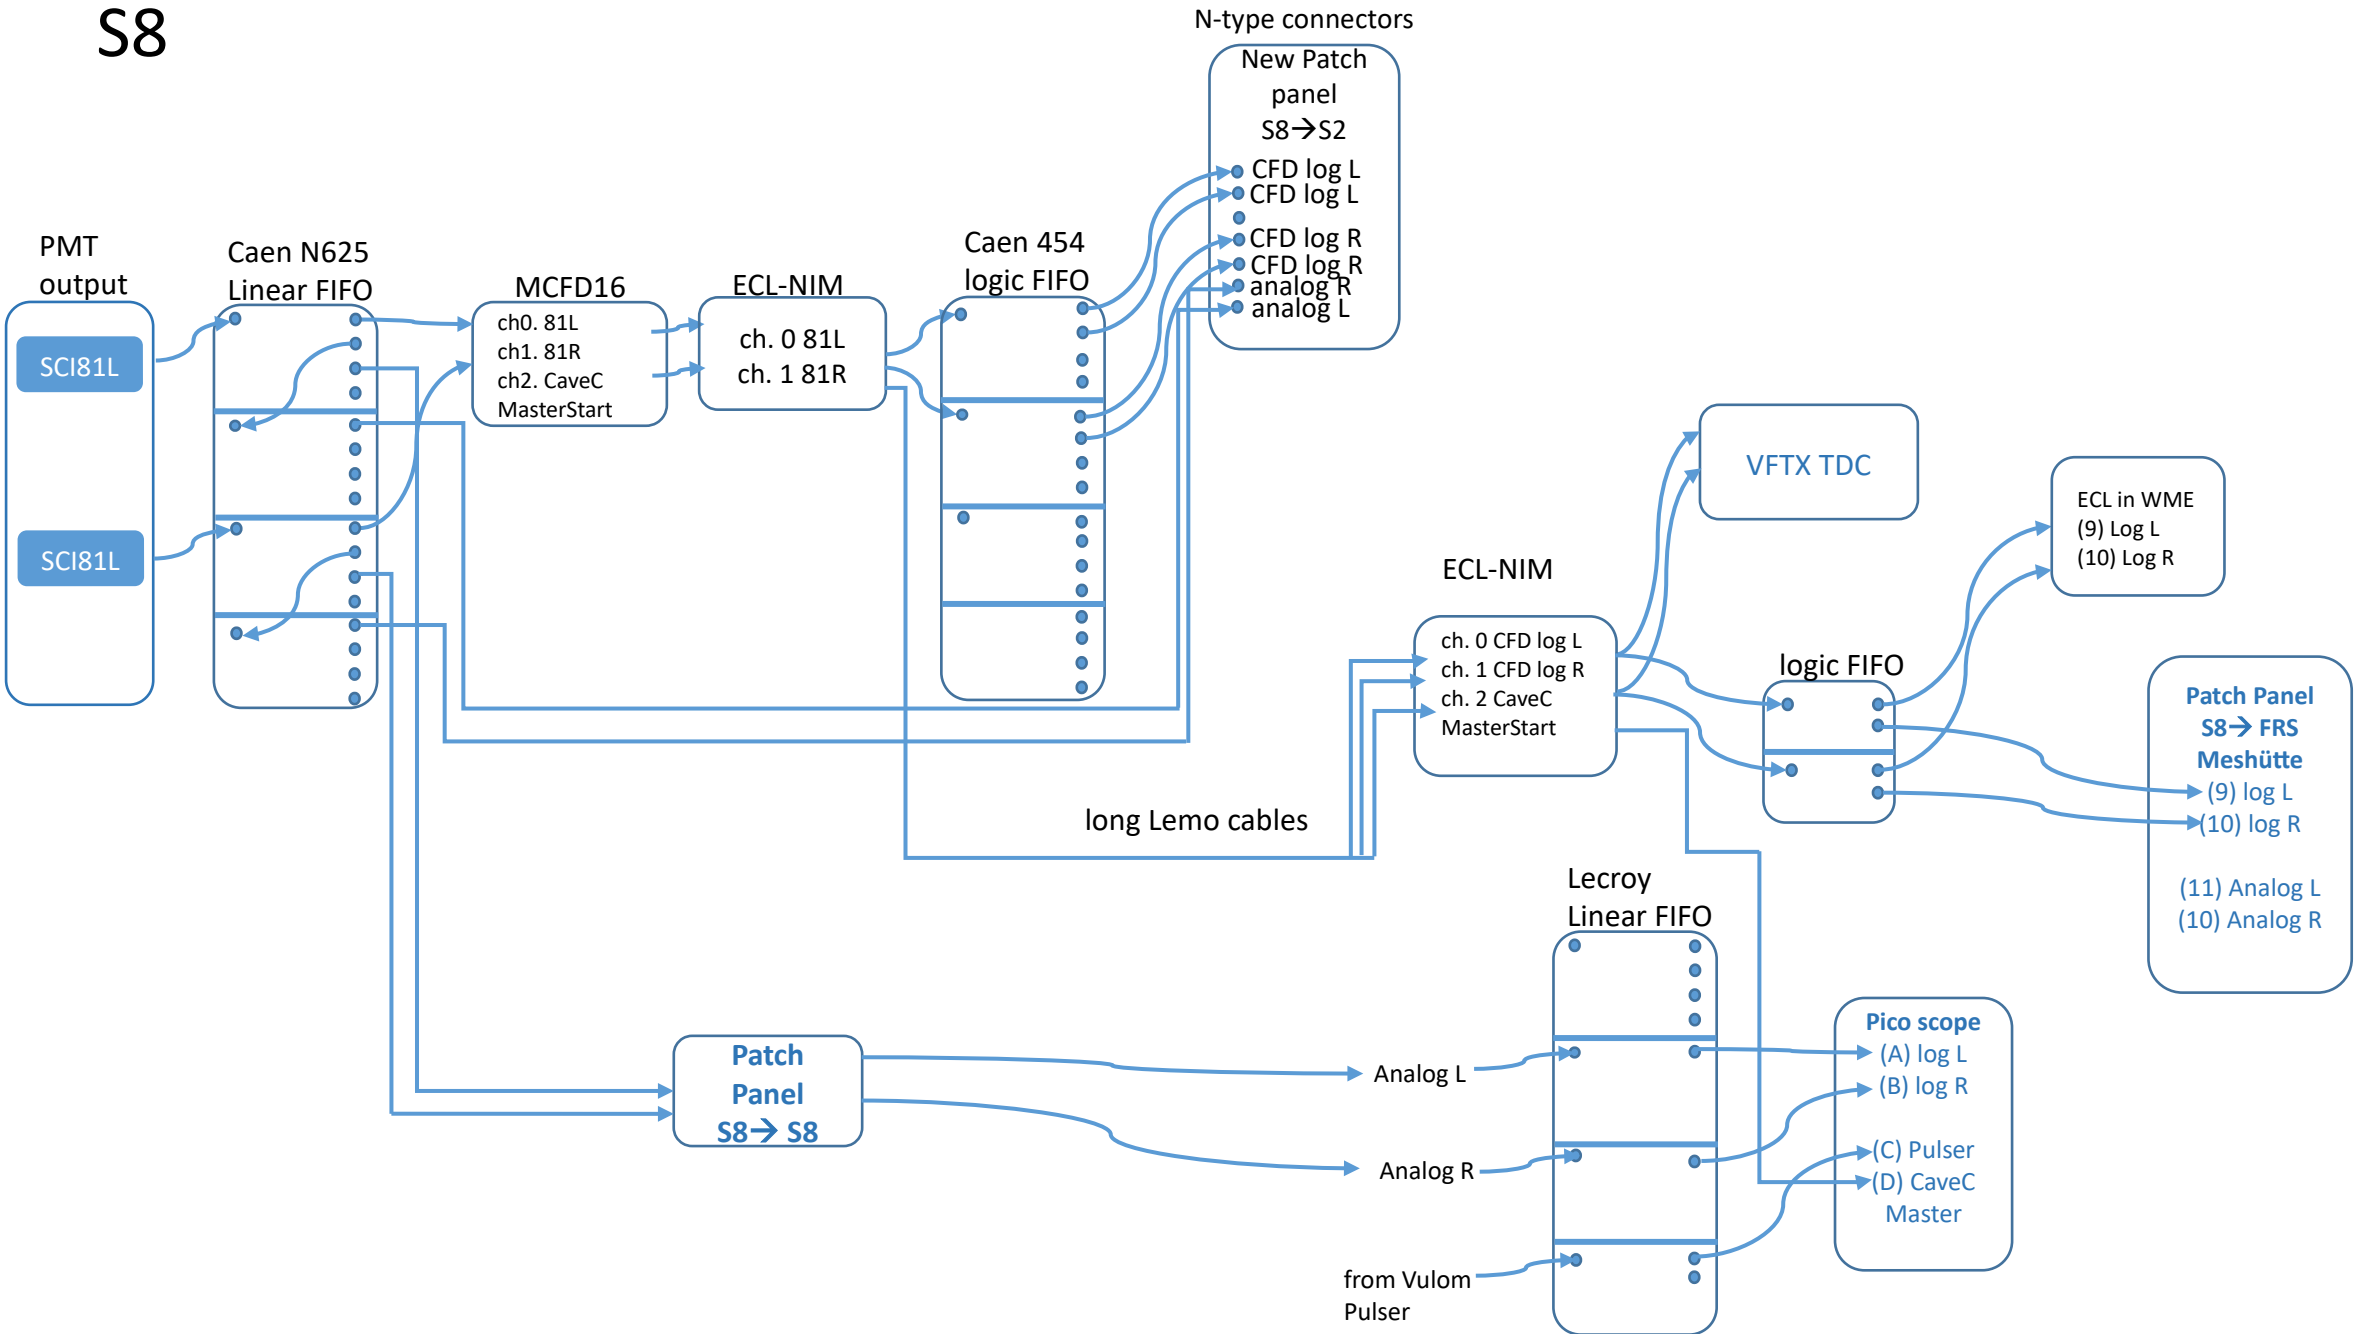 S8
N-type connectors
New Patch
panel
S8→S2
CFD log L
CFD log L
CFD log R
CFD log R
analog R
analog L
PMT
output
SCI81L
SCI81L
Caen N625
Linear FIFO
MCFD16
ch0. 81L
ch1. 81R
ch2. CaveC
MasterStart
ECL-NIM
ch. 0 81L
ch. 1 81R
Caen 454
logic FIFO
VFTX TDC
ECL in WME
(9) Log L
(10) Log R
ECL-NIM
ch. 0 CFD log L
ch. 1 CFD log R
ch. 2 CaveC
MasterStart
logic FIFO
Patch Panel
S8→ FRS
Meshütte
(9) log L
(10) log R
(11) Analog L
(10) Analog R
long Lemo cables
Lecroy
Linear FIFO
Patch
Panel
S8→ S8
Analog L
Analog R
from Vulom
Pulser
Pico scope
(A) log L
(B) log R
(C) Pulser
(D) CaveC
Master